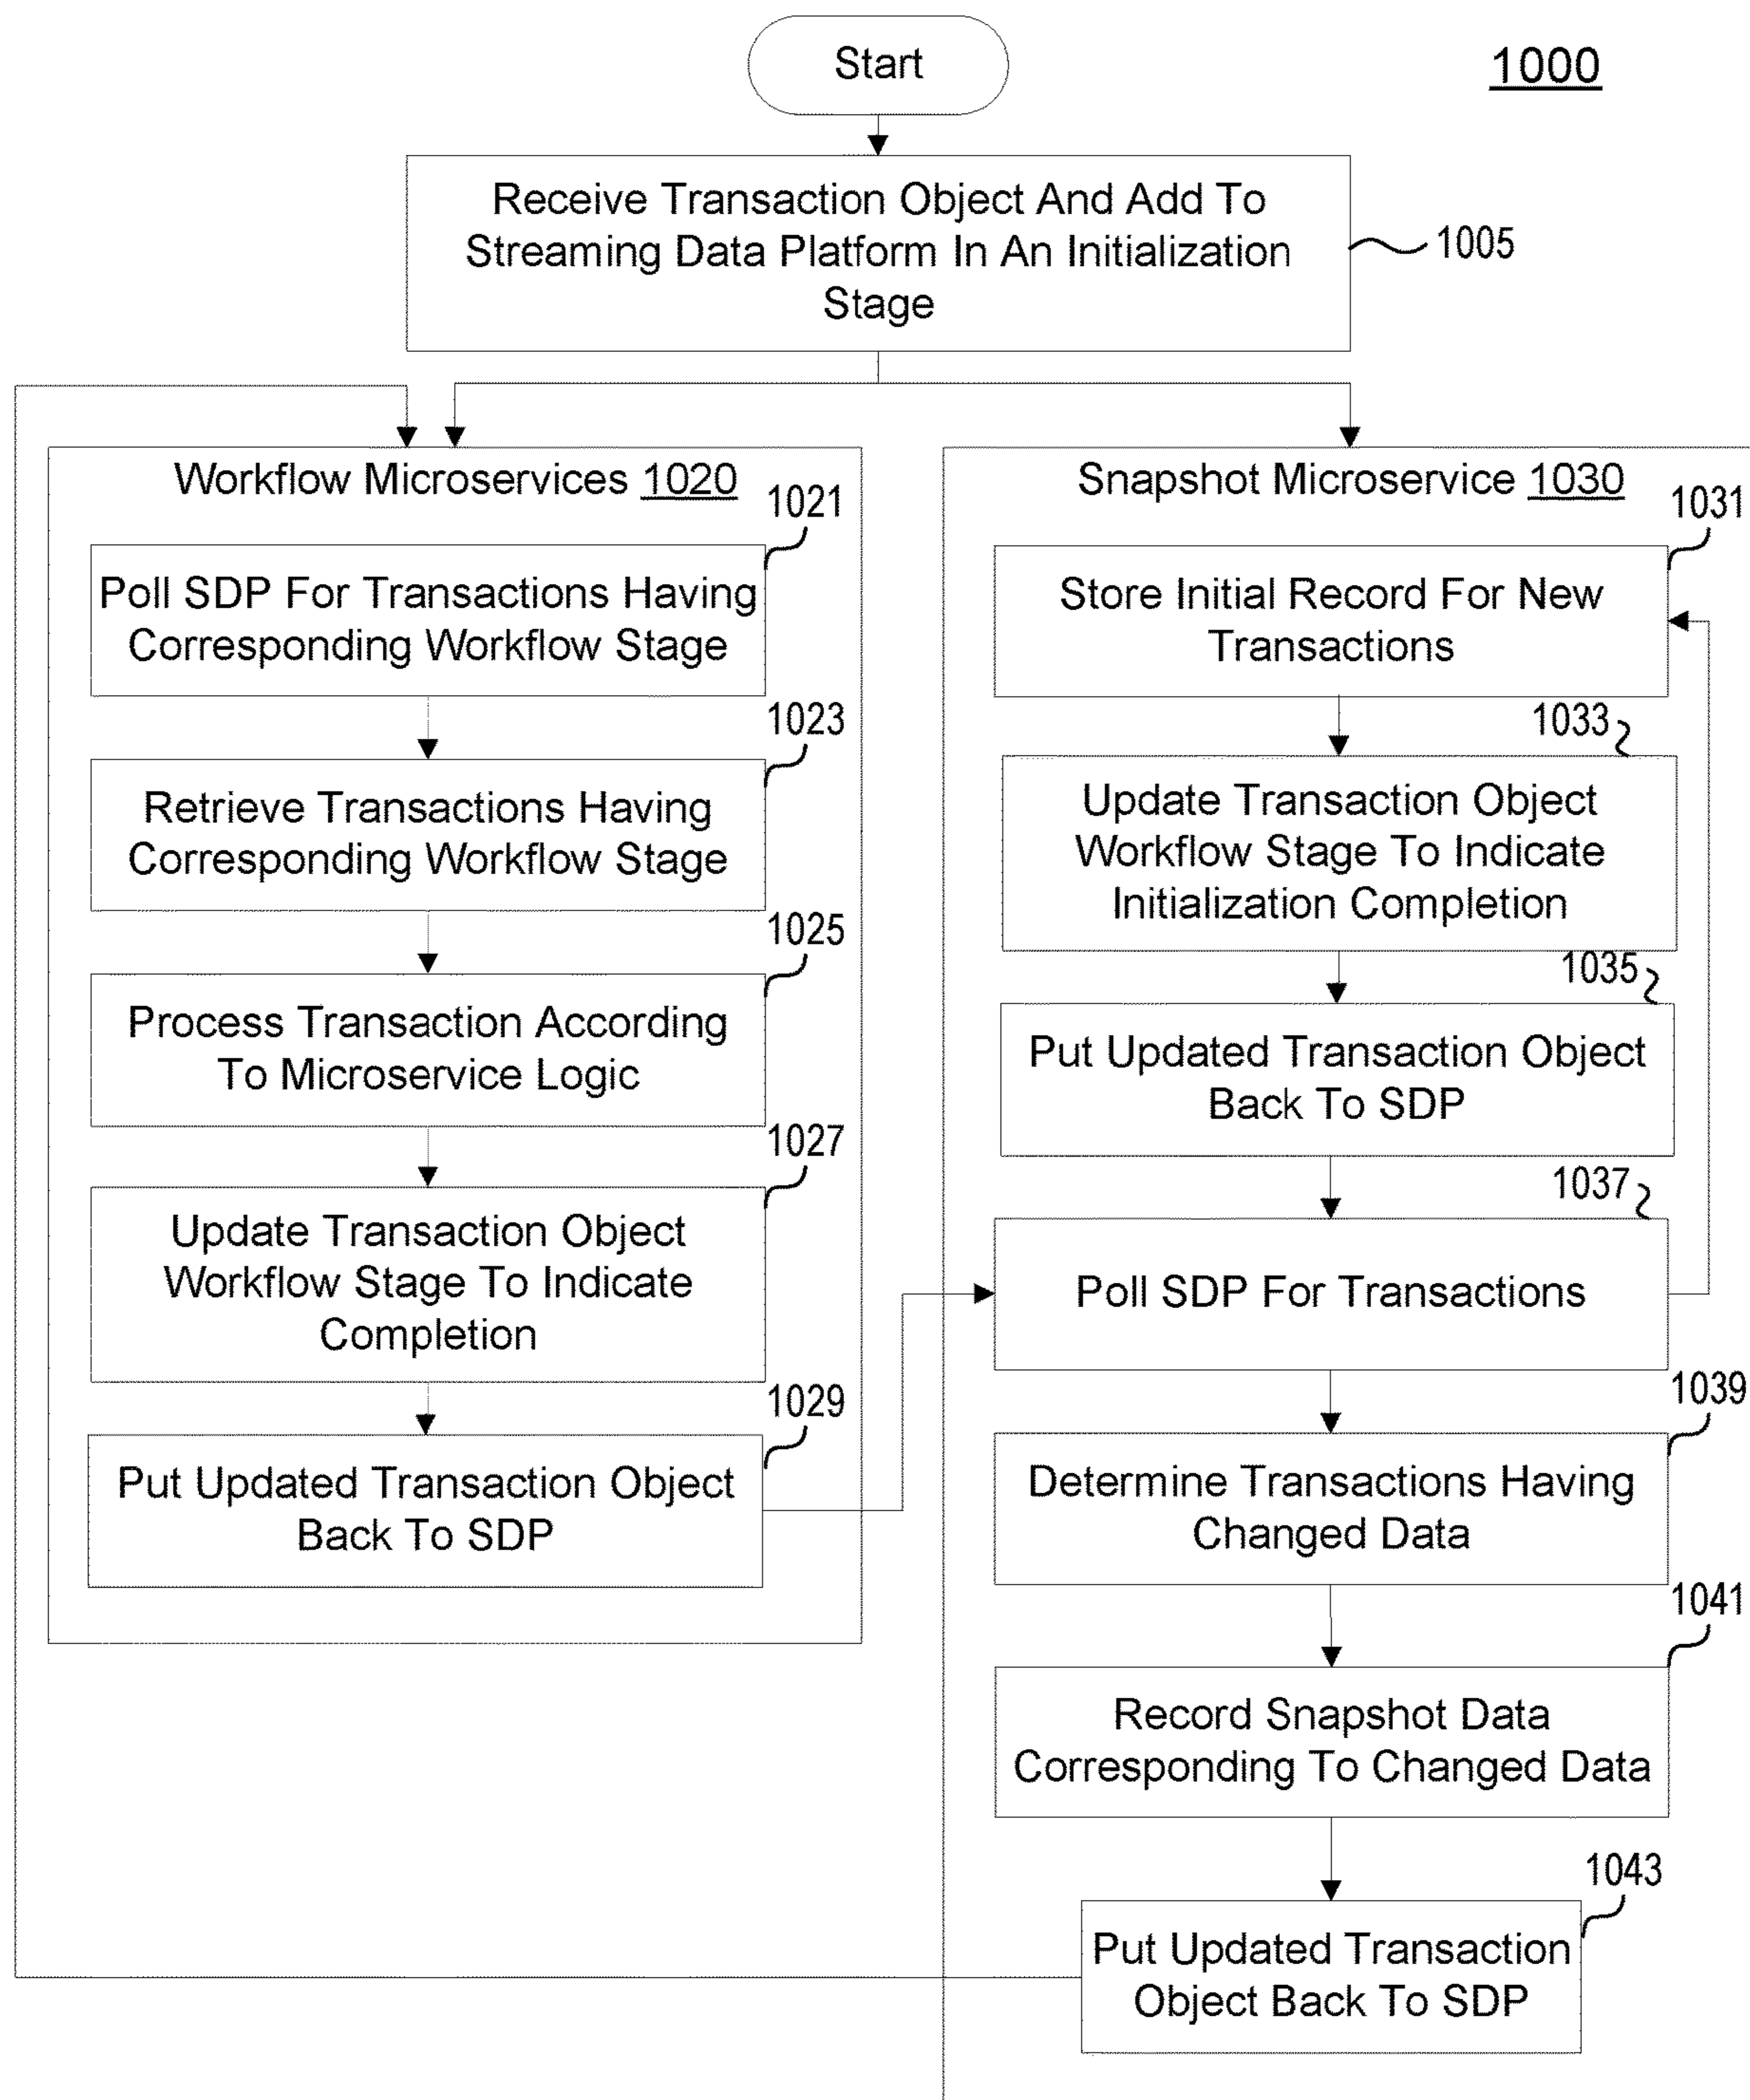 Start
1000
Receive Transaction Object And Add To
Streaming Data Platform In An Initialization
Stage
1005
Workflow Microservices 1020
1021
Poll SDP For Transactions Having
Corresponding Workflow Stage
1023
Retrieve Transactions Having
Corresponding Workflow Stage
1025
Process Transaction According
To Microservice Logic
1027
Update Transaction Object
Workflow Stage To Indicate
Completion
1029
Put Updated Transaction Object
Back To SDP
Snapshot Microservice 1030
1031
Store Initial Record For New
Transactions
1033
Update Transaction Object
Workflow Stage To Indicate
Initialization Completion
1035
Put Updated Transaction Object
Back To SDP
1037
Poll SDP For Transactions
1039
Determine Transactions Having
Changed Data
1041
Record Snapshot Data
Corresponding To Changed Data
1043
Put Updated Transaction
Object Back To SDP